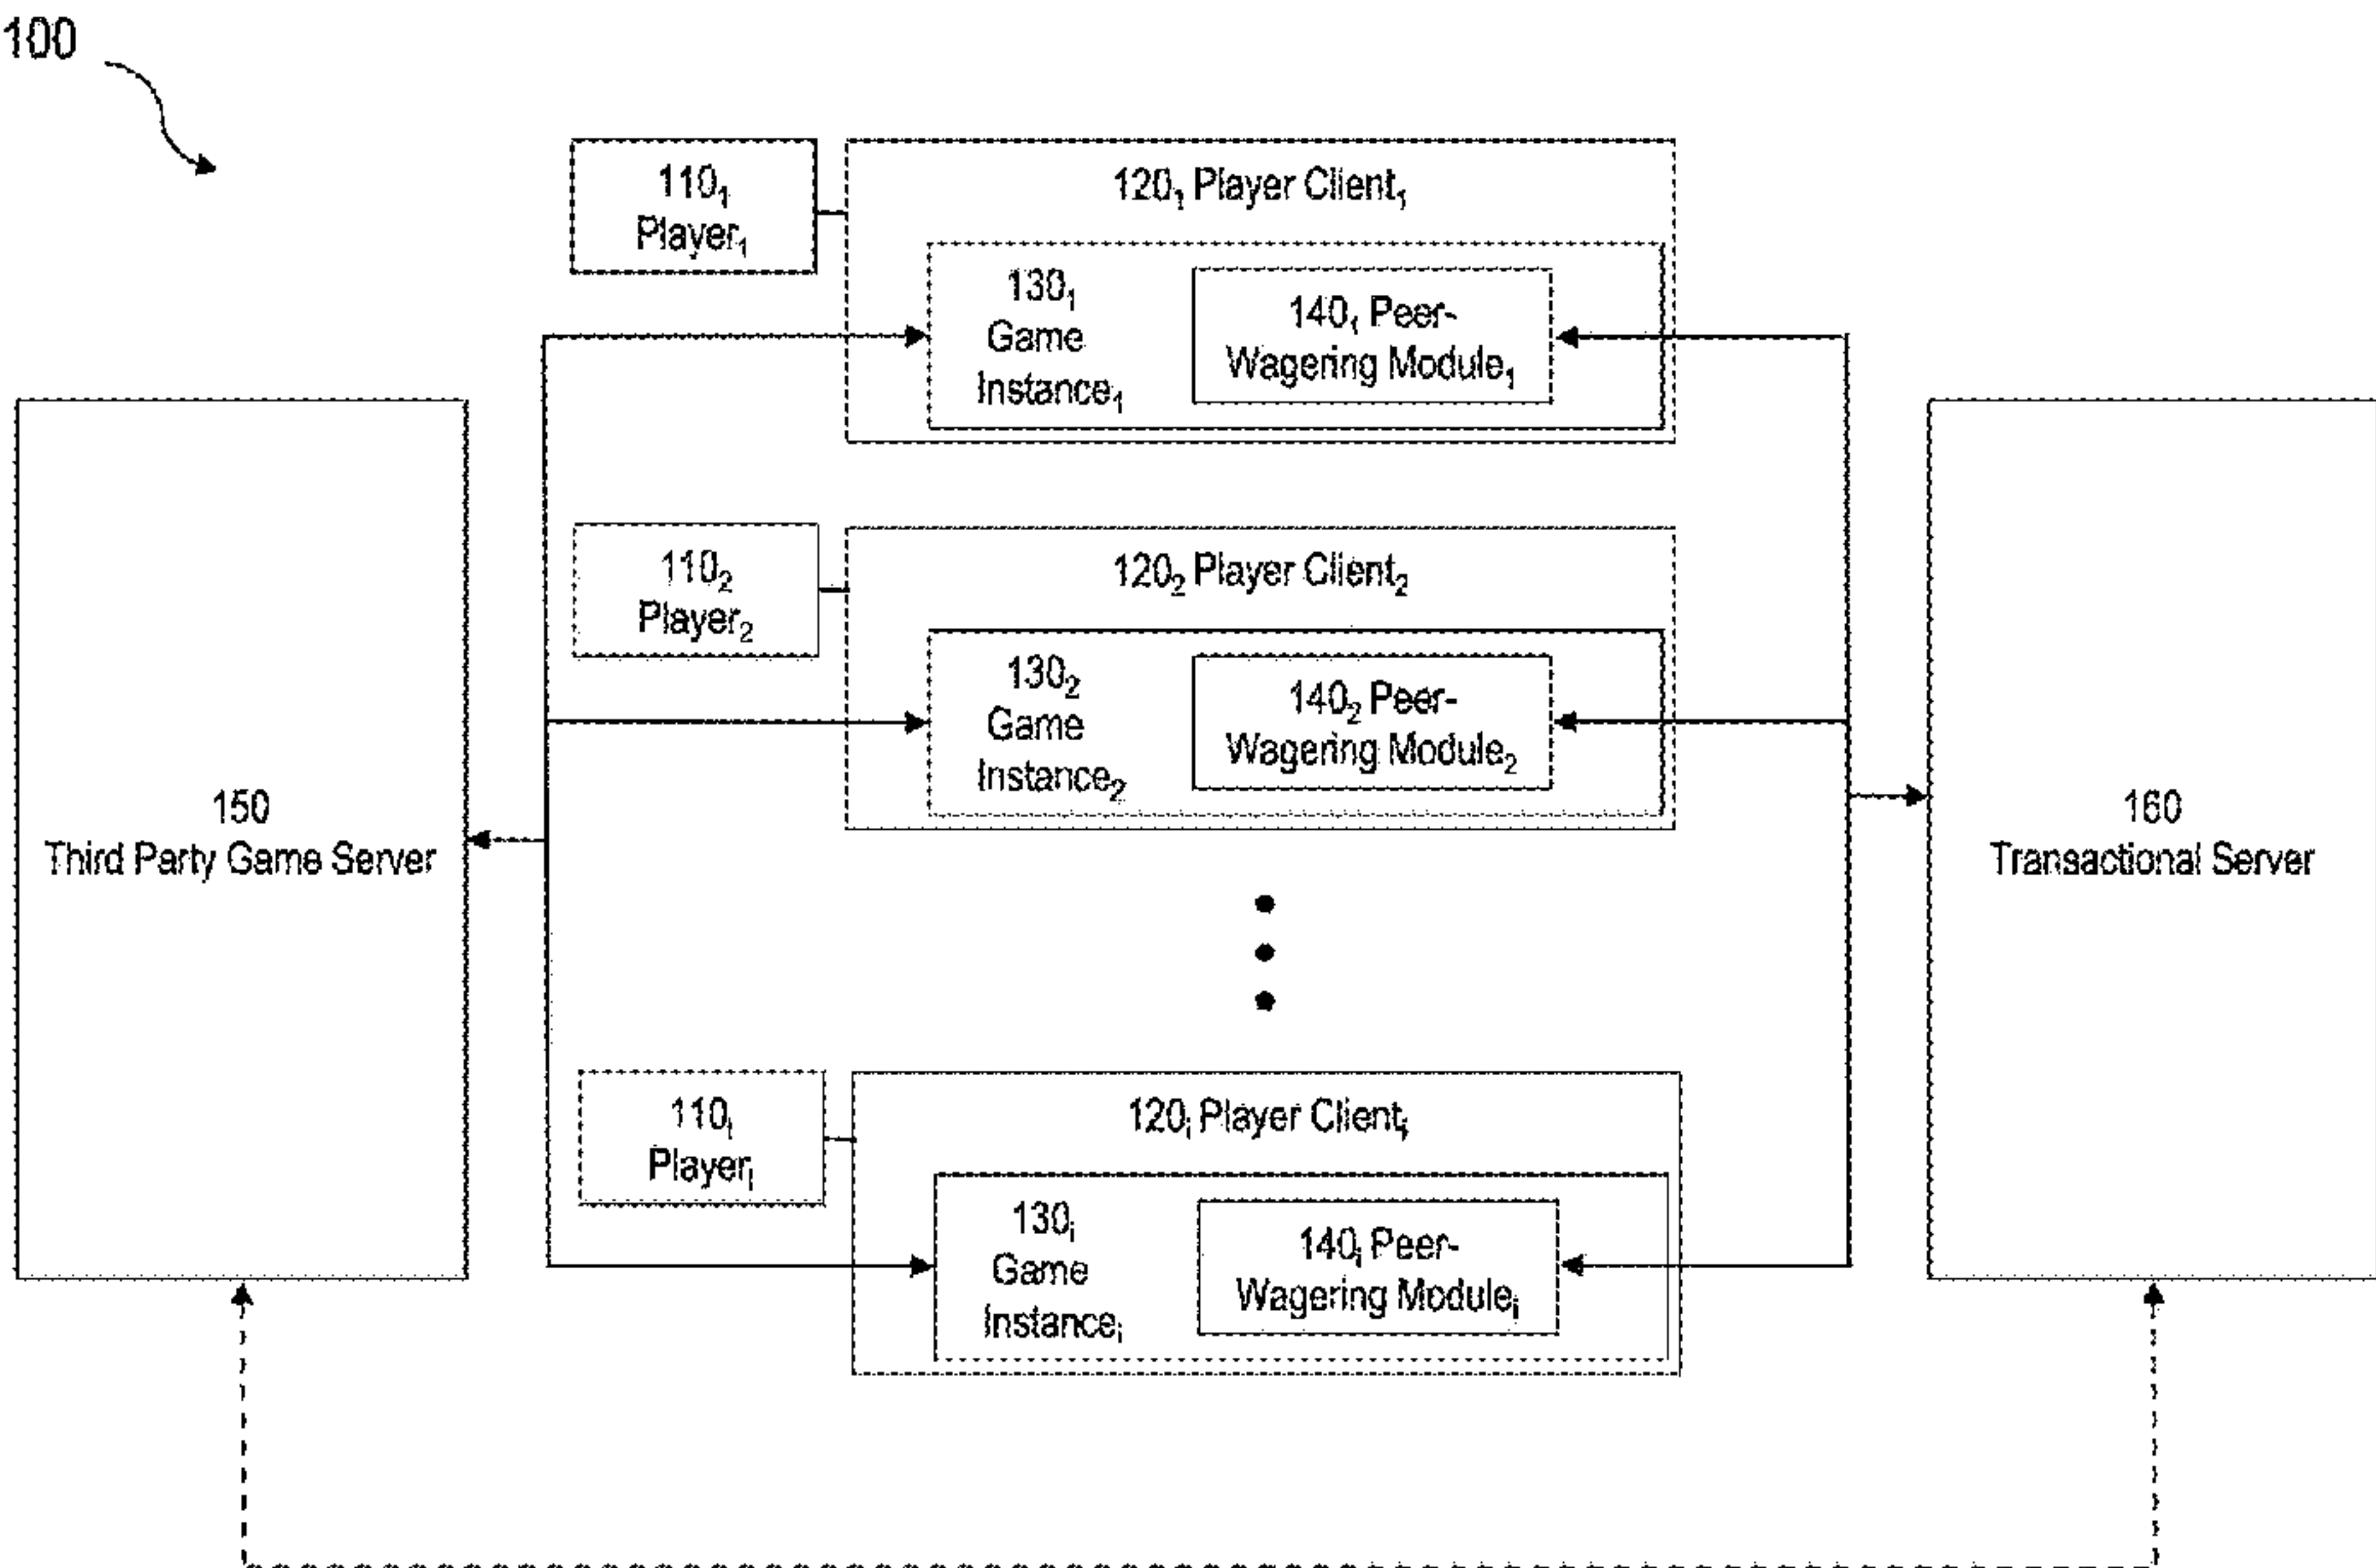 100
110₁
Player₁
120₁ Player Client₁
130₁
Game
Instance₁
140₁ Peer-
Wagering Module₁
110₂
Player₂
120₂ Player Client₂
130₂
Game
Instance₂
140₂ Peer-
Wagering Module₂
150
Third Party Game Server
160
Transactional Server
110ᵢ
Playerᵢ
120ᵢ Player Clientᵢ
130ᵢ
Game
Instanceᵢ
140ᵢ Peer-
Wagering Moduleᵢ